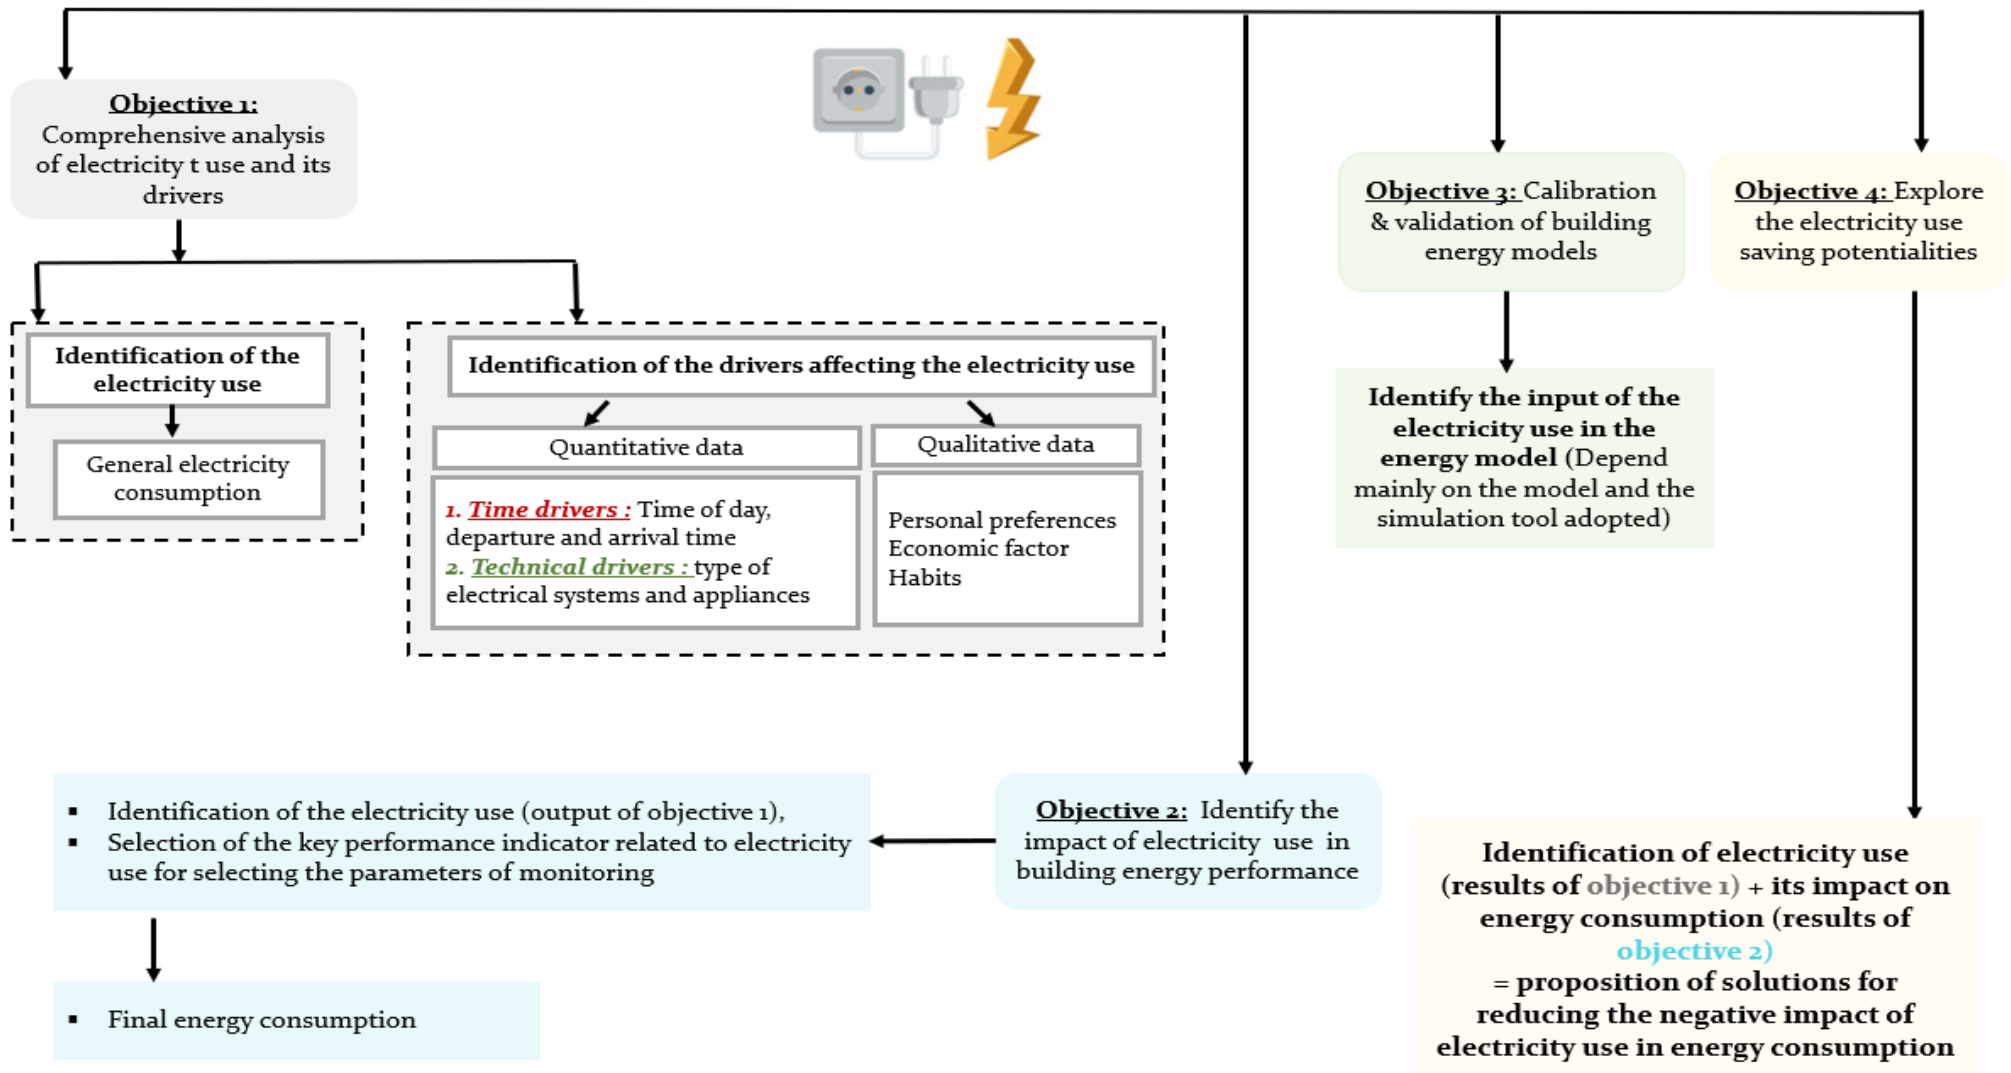 Objective 1:
Comprehensive analysis
of electricity t use and its
drivers
Identification of the
electricity use
General electricity
consumption
Identification of the drivers affecting the electricity use
Quantitative data
1. Time drivers : Time of day,
departure and arrival time
2. Technical drivers : type of
electrical systems and appliances
Qualitative data
Personal preferences
Economic factor
Habits
Objective 2: Identify the
impact of electricity use in
building energy performance
▪ Identification of the electricity use (output of objective 1),
▪ Selection of the key performance indicator related to electricity
use for selecting the parameters of monitoring
▪ Final energy consumption
Objective 3: Calibration
& validation of building
energy models
Identify the input of the
electricity use in the
energy model (Depend
mainly on the model and the
simulation tool adopted)
Objective 4: Explore
the electricity use
saving potentialities
Identification of electricity use
(results of objective 1) + its impact on
energy consumption (results of
objective 2)
= proposition of solutions for
reducing the negative impact of
electricity use in energy consumption